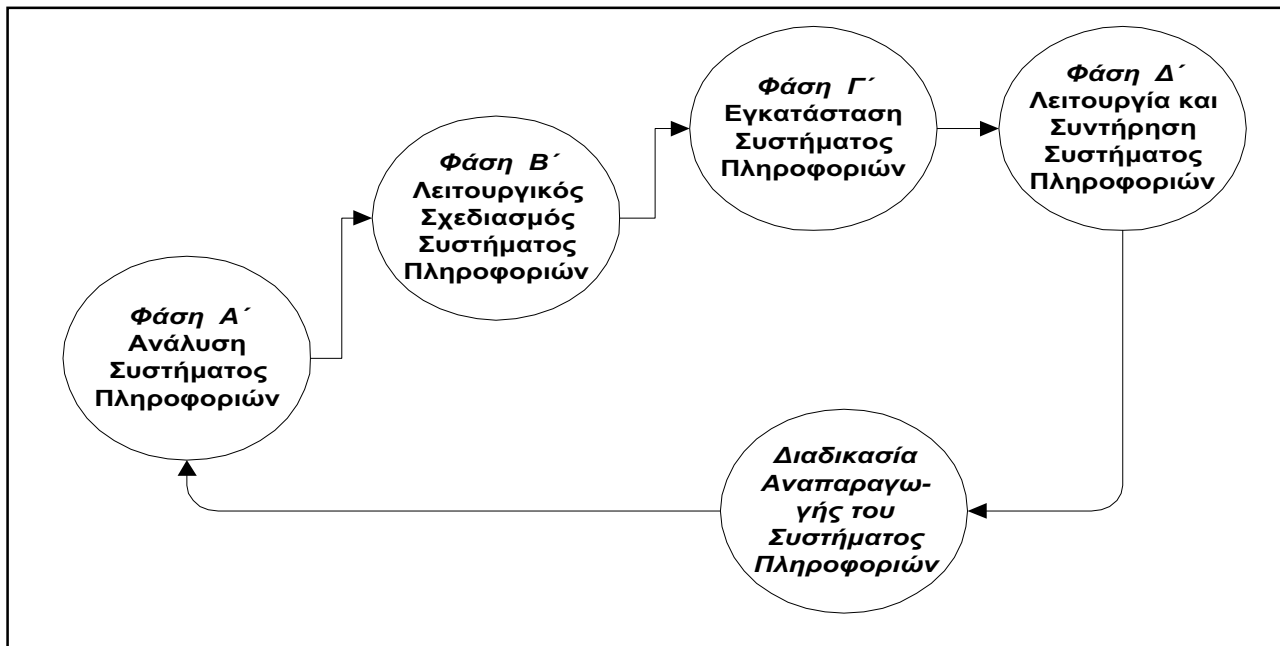 Φάση Α´
Ανάλυση
Συστήματος
Πληροφοριών
Φάση Β´
Λειτουργικός
Σχεδιασμός
Συστήματος
Πληροφοριών
Φάση Γ´
Εγκατάσταση
Συστήματος
Πληροφοριών
Φάση Δ´
Λειτουργία και
Συντήρηση
Συστήματος
Πληροφοριών
Διαδικασία
Αναπαραγω-
γής του
Συστήματος
Πληροφοριών